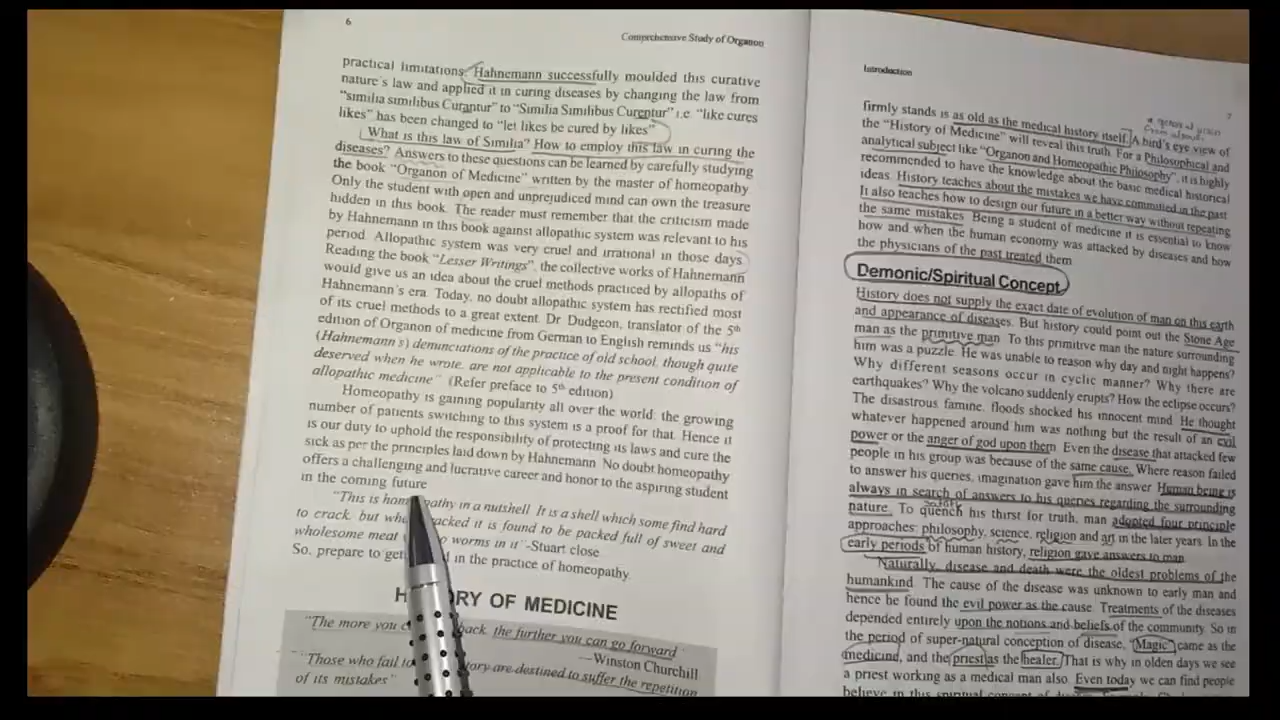 6
Comprehensive Study of Organon
practical limitations. Hahnemann successfully moulded this curative
nature's law and applied it in curing diseases by changing the law from
"similia similibus Curantur" to "Similia Similibus Curentur" i.e. "like cures
likes" has been changed to "let likes be cured by likes"
What is this law of Similia? How to employ this law in curing the
diseases? Answers to these questions can be learned by carefully studying
the book "Organon of Medicine" written by the master of homeopathy.
Only the student with open and unprejudiced mind can own the treasure
hidden in this book. The reader must remember that the criticism made
by Hahnemann in this book against allopathic system was relevant to his
period. Allopathic system was very cruel and irrational in those days
Reading the book "Lesser Writings", the collective works of Hahnemann
would give us an idea about the cruel methods practiced by allopaths of
Hahnemann's era. Today, no doubt allopathic system has rectified most
of its cruel methods to a great extent. Dr Dudgeon, translator of the 5th
edition of Organon of medicine from German to English reminds us "his
(Hahnemann's) denunciations of the practice of old school, though quite
deserved when he wrote, are not applicable to the present condition of
allopathic medicine" (Refer preface to 5th edition)
Homeopathy is gaining popularity all over the world: the growing
number of patients switching to this system is a proof for that. Hence it
is our duty to uphold the responsibility of protecting its laws and cure the
sick as per the principles laid down by Hahnemann. No doubt homeopathy
offers a challenging and lucrative career and honor to the aspiring student
in the coming future
"This is pathy in a nutshell. It is a shell which some find hard
to crack, but cracked it is found to be packed full of sweet and
wholesome meat worms in it"-Stuart close.
So, prepare to in the practice of homeopathy.
OF MEDICINE
"The more you back, the further you can go forward"
—Winston Churchill
"Those who fail to are destined to suffer the repetition
of its mistakes"
Introduction
7
firmly stands is as old as the medical history itself. A bird's eye view of
the "History of Medicine" will reveal this truth. For a Philosophical and
analytical subject like "Organon and Homeopathic Philosophy", it is highly
recommended to have the knowledge about the basic medical historical
ideas. History teaches about the mistakes we have committed in the past
It also teaches how to design our future in a better way without repeating
the same mistakes. Being a student of medicine it is essential to know
how and when the human economy was attacked by diseases and how
the physicians of the past treated them
Demonic/Spiritual Concept
History does not supply the exact date of evolution of man on this earth
and appearance of diseases. But history could point out the Stone Age
man as the primitive man. To this primitive man the nature surrounding
him was a puzzle. He was unable to reason why day and night happens?
Why different seasons occur in cyclic manner? Why there are
earthquakes? Why the volcano suddenly erupts? How the eclipse occurs?
The disastrous famine, floods shocked his innocent mind. He thought
whatever happened around him was nothing but the result of an evil
power or the anger of god upon them. Even the disease that attacked few
people in his group was because of the same cause. Where reason failed
to answer his queries, imagination gave him the answer Human being is
always in search of answers to his queries regarding the surrounding
nature. To quench his thirst for truth, man adopted four principle
approaches: philosophy, science, religion and art in the later years. In the
early periods of human history, religion gave answers to man
Naturally, disease and death were the oldest problems of the
humankind. The cause of the disease was unknown to early man and
hence he found the evil power as the cause. Treatments of the diseases
depended entirely upon the notions and beliefs of the community. So in
the period of super-natural conception of disease, "Magic" came as the
medicine, and the priest as the healer. That is why in olden days we see
a priest working as a medical man also. Even today we can find people
believe in this spiritual